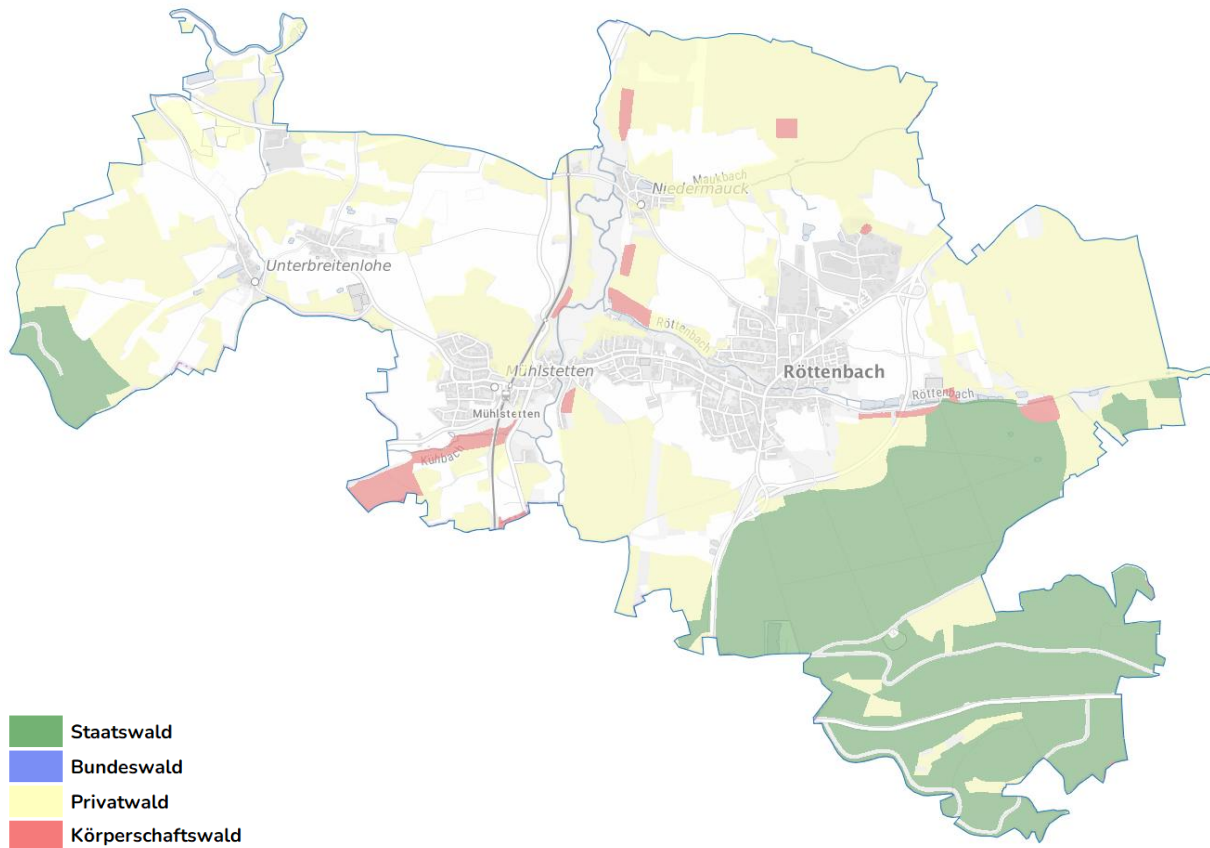 Maukbach
Niedermauck
Unterbreitenlohe
Röttenbach
Mühlstetten
Röttenbach
Röttenbach
Mühlstetten
Kühbach
Staatswald
Bundeswald
Privatwald
Körperschaftswald